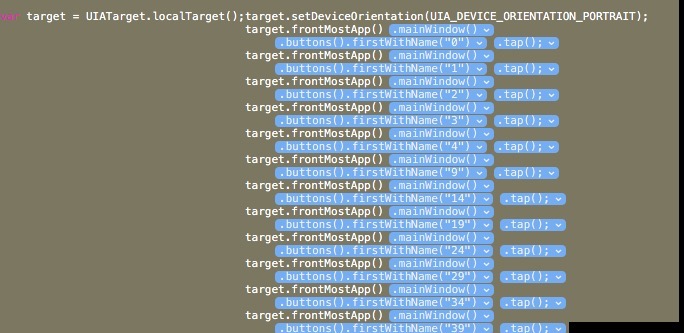 var target = UIATarget.localTarget();target.setDeviceOrientation(UIA_DEVICE_ORIENTATION_PORTRAIT);
target.frontMostApp() .mainWindow()
.buttons().firstWithName("0") .tap();
target.frontMostApp() .mainWindow()
.buttons().firstWithName("1") .tap();
target.frontMostApp() .mainWindow()
.buttons().firstWithName("2") .tap();
target.frontMostApp() .mainWindow()
.buttons().firstWithName("3") .tap();
target.frontMostApp() .mainWindow()
.buttons().firstWithName("4") .tap();
target.frontMostApp() .mainWindow()
.buttons().firstWithName("9") .tap();
target.frontMostApp() .mainWindow()
.buttons().firstWithName("14") .tap();
target.frontMostApp() .mainWindow()
.buttons().firstWithName("19") .tap();
target.frontMostApp() .mainWindow()
.buttons().firstWithName("24") .tap();
target.frontMostApp() .mainWindow()
.buttons().firstWithName("29") .tap();
target.frontMostApp() .mainWindow()
.buttons().firstWithName("34") .tap();
target.frontMostApp() .mainWindow()
.buttons().firstWithName("39") .tap();